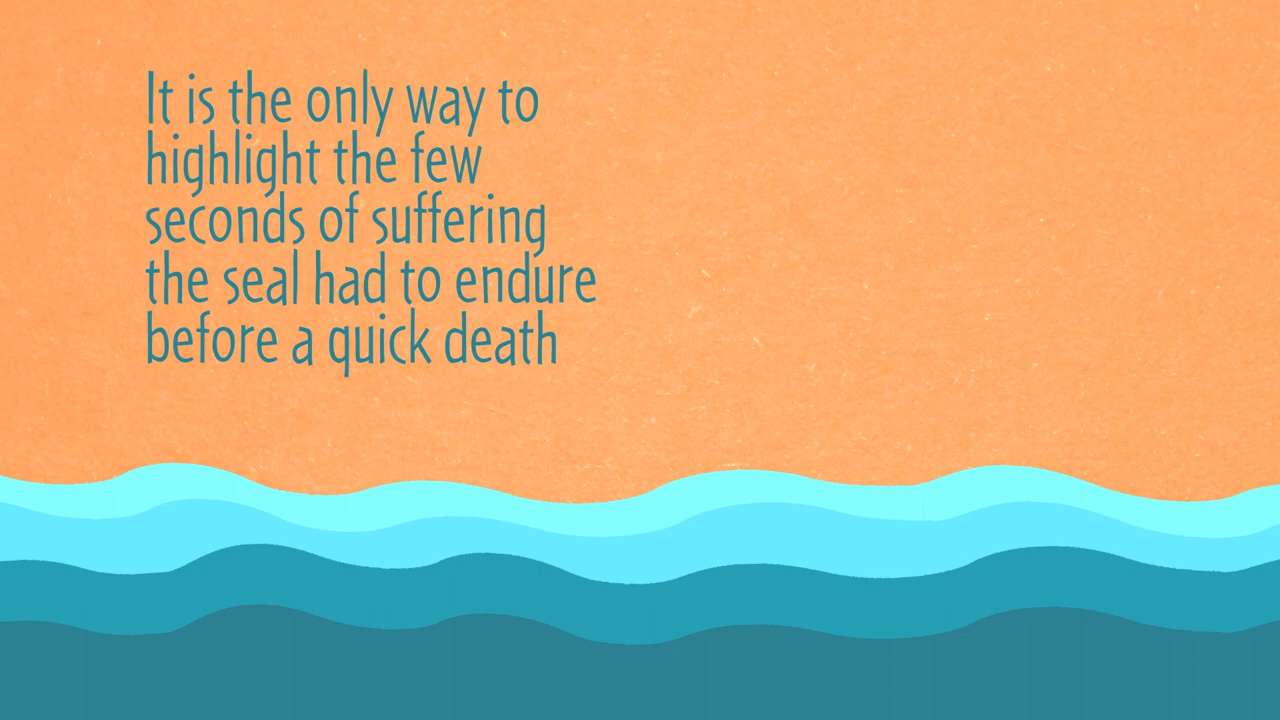 It is the only way to
highlight the few
seconds of suffering
the seal had to endure
before a quick death